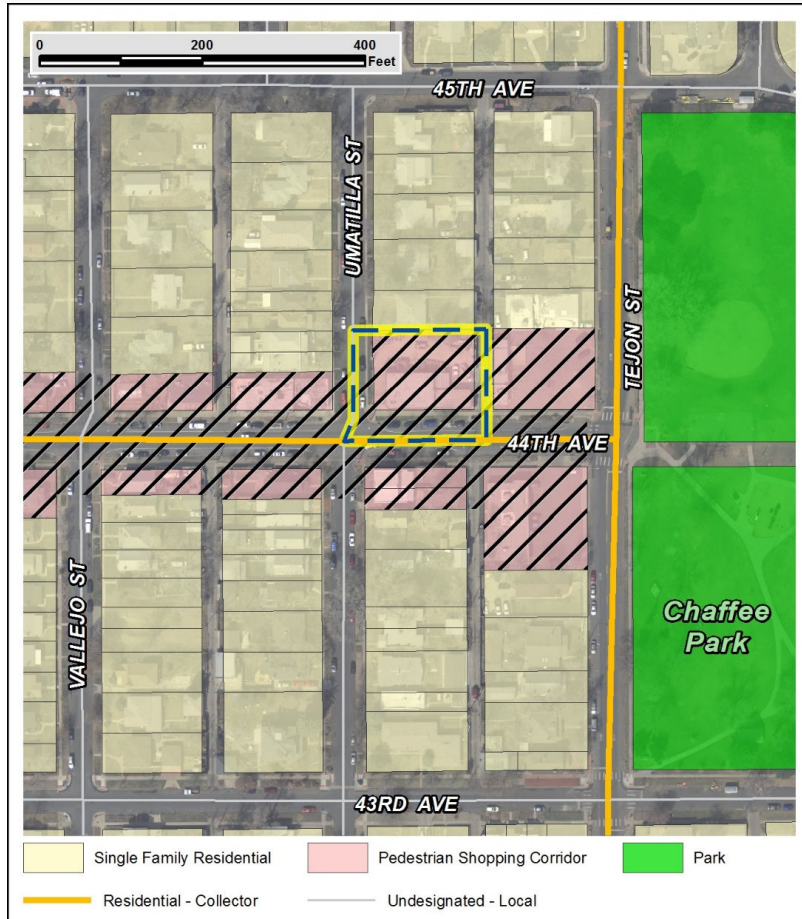 0 200 400
Feet
45TH AVE
UMATILLA ST
TEJON ST
44TH AVE
VALLEJO ST
Chaffee
Park
43RD AVE
Single Family Residential Pedestrian Shopping Corridor Park
Residential - Collector Undesignated - Local